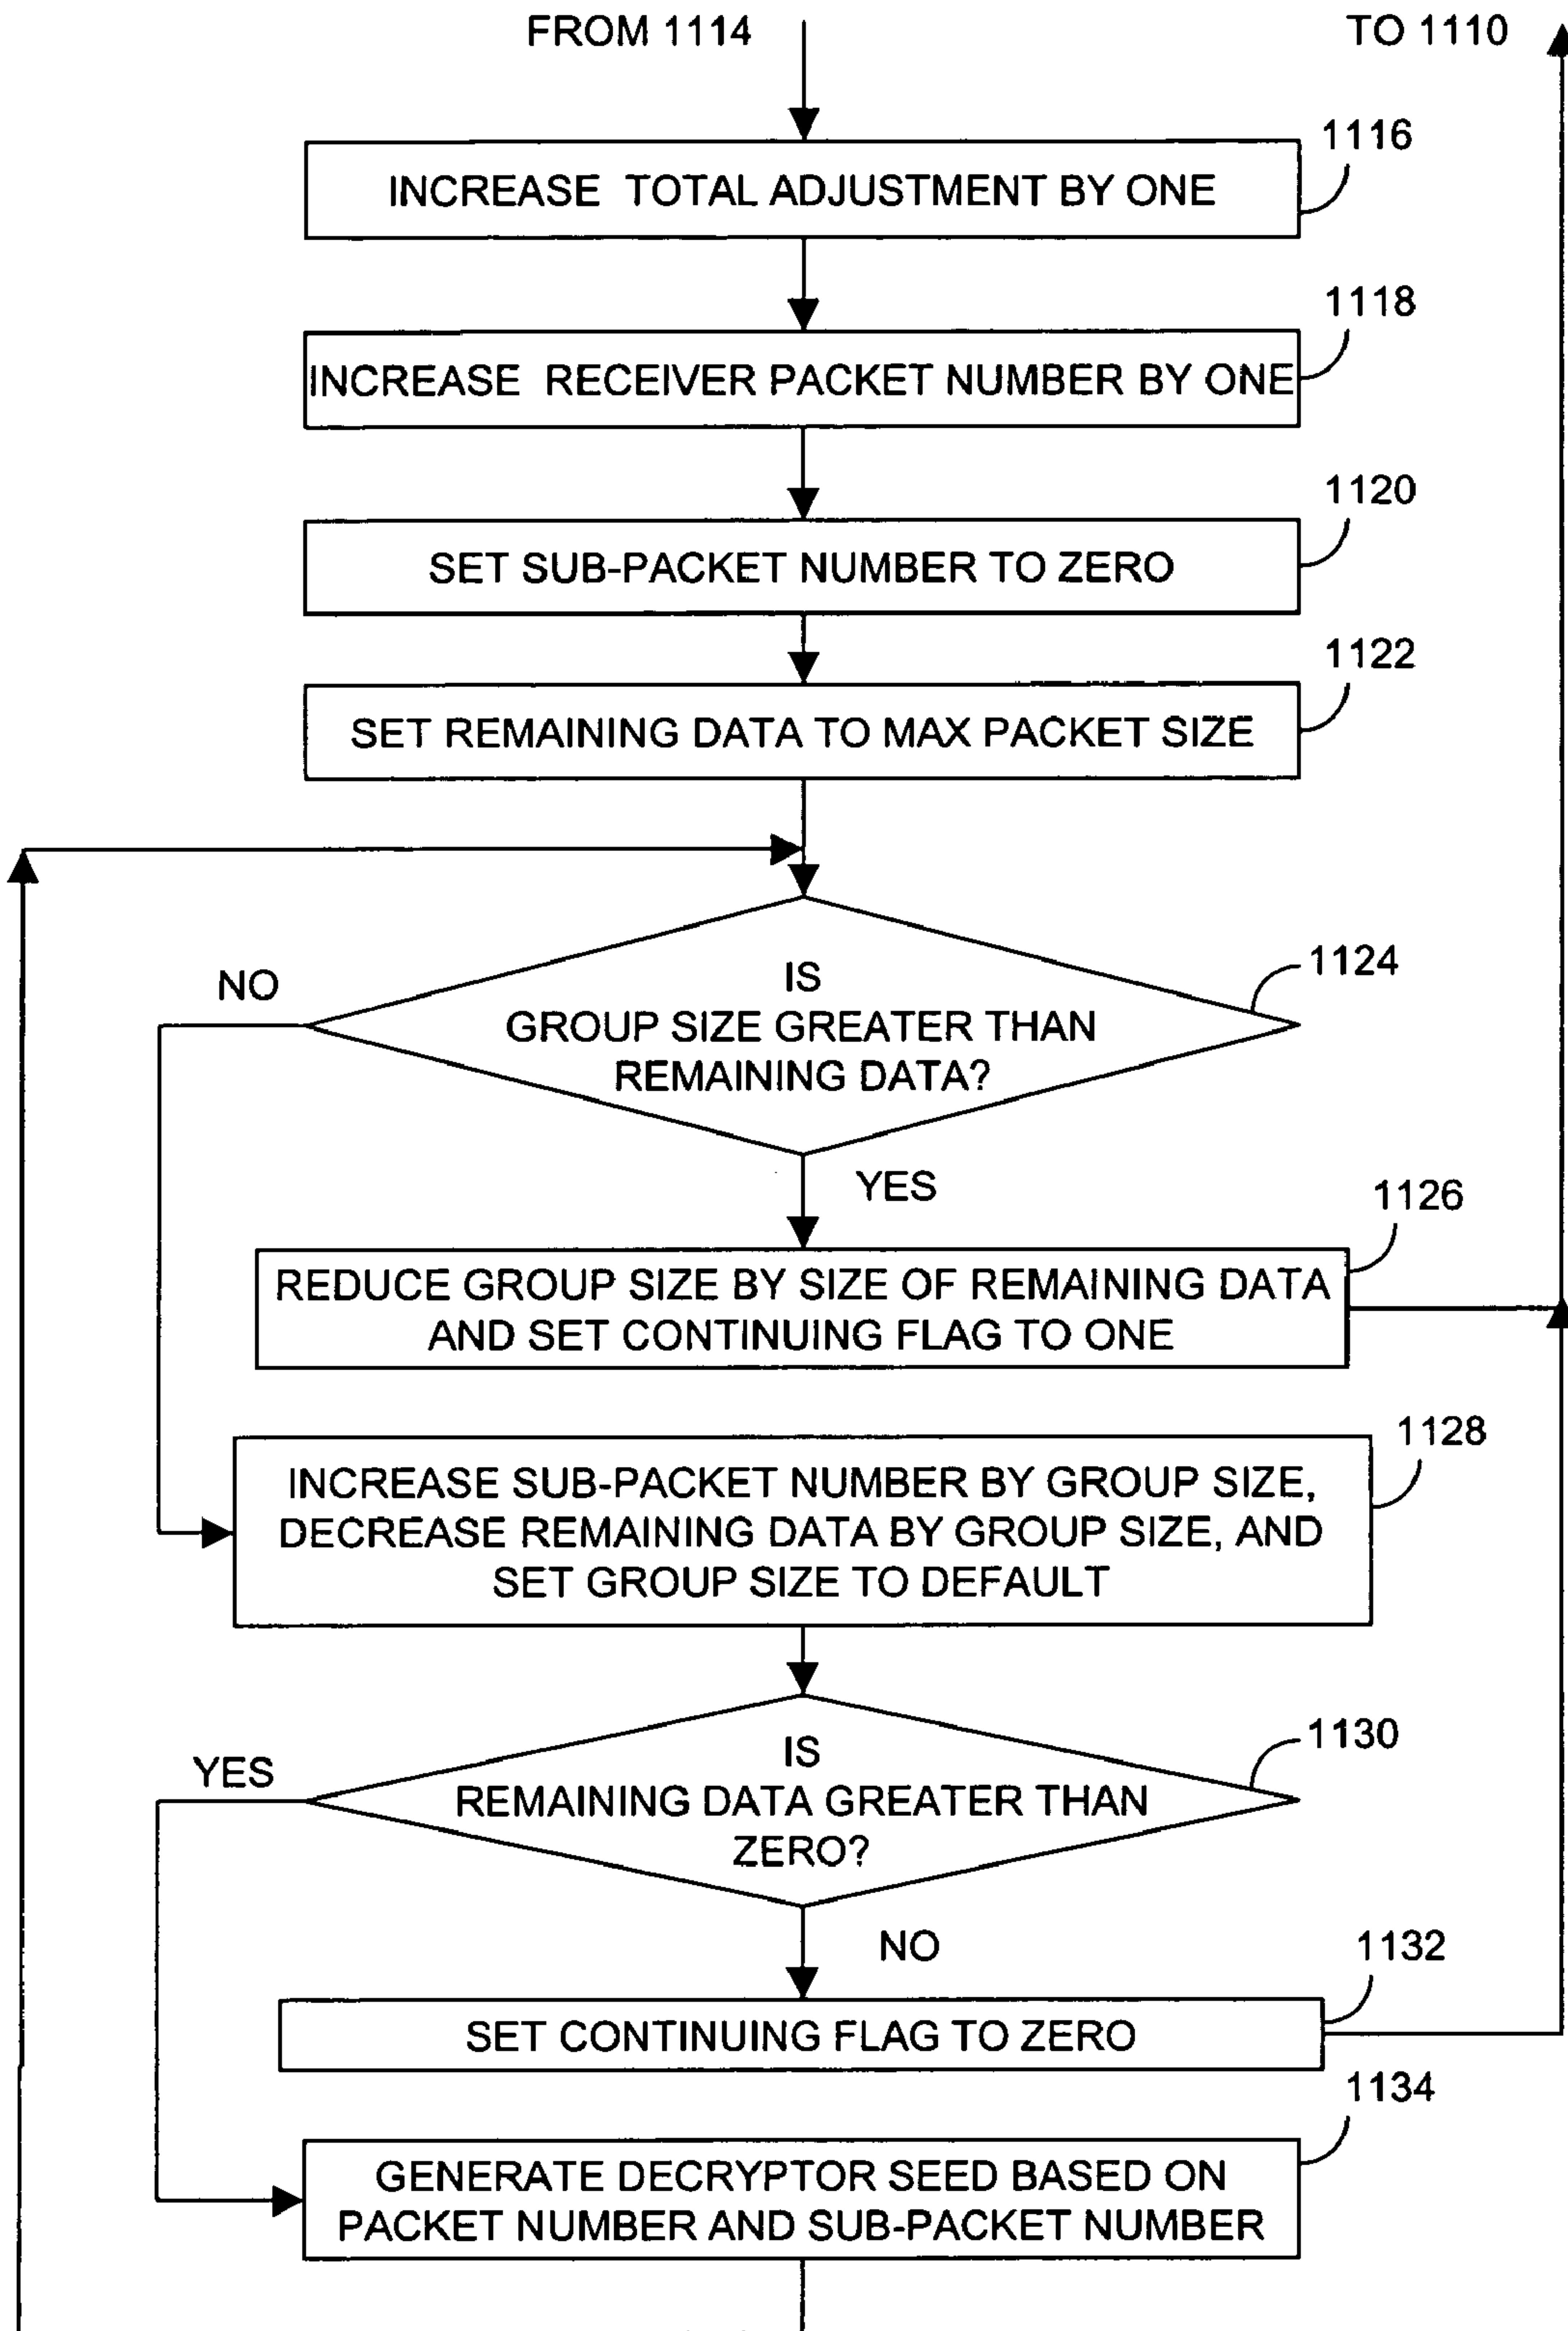 FROM 1114
TO 1110
1116
INCREASE TOTAL ADJUSTMENT BY ONE
1118
INCREASE RECEIVER PACKET NUMBER BY ONE
1120
SET SUB-PACKET NUMBER TO ZERO
1122
SET REMAINING DATA TO MAX PACKET SIZE
1124
NO
IS
GROUP SIZE GREATER THAN
REMAINING DATA?
YES
1126
REDUCE GROUP SIZE BY SIZE OF REMAINING DATA
AND SET CONTINUING FLAG TO ONE
1128
INCREASE SUB-PACKET NUMBER BY GROUP SIZE,
DECREASE REMAINING DATA BY GROUP SIZE, AND
SET GROUP SIZE TO DEFAULT
1130
YES
IS
REMAINING DATA GREATER THAN
ZERO?
NO
1132
SET CONTINUING FLAG TO ZERO
1134
GENERATE DECRYPTOR SEED BASED ON
PACKET NUMBER AND SUB-PACKET NUMBER